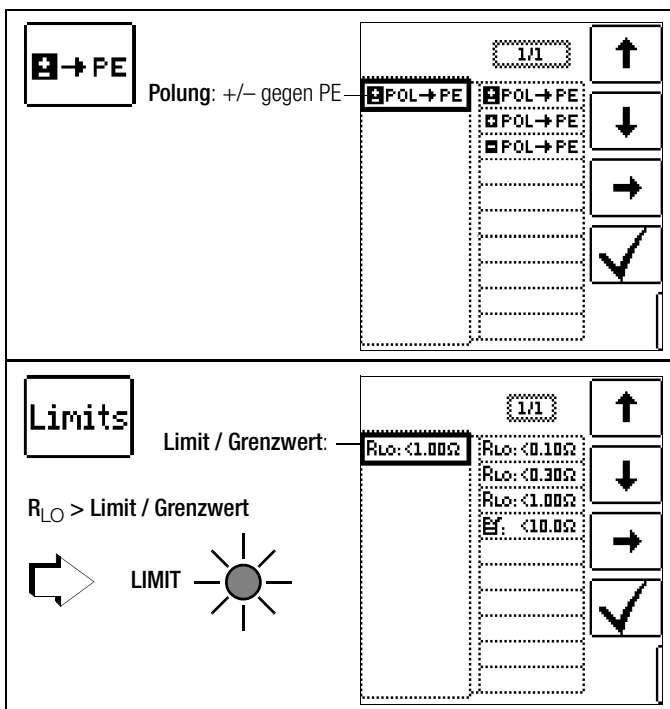 ±→PE
Polung: +/– gegen PE
1/1
±POL→PE
±POL→PE
+POL→PE
−POL→PE
Limits
Limit / Grenzwert:
1/1
RLO: <1.00Ω
RLO: <0.10Ω
RLO: <0.30Ω
RLO: <1.00Ω
: <10.0Ω
RLO > Limit / Grenzwert
LIMIT